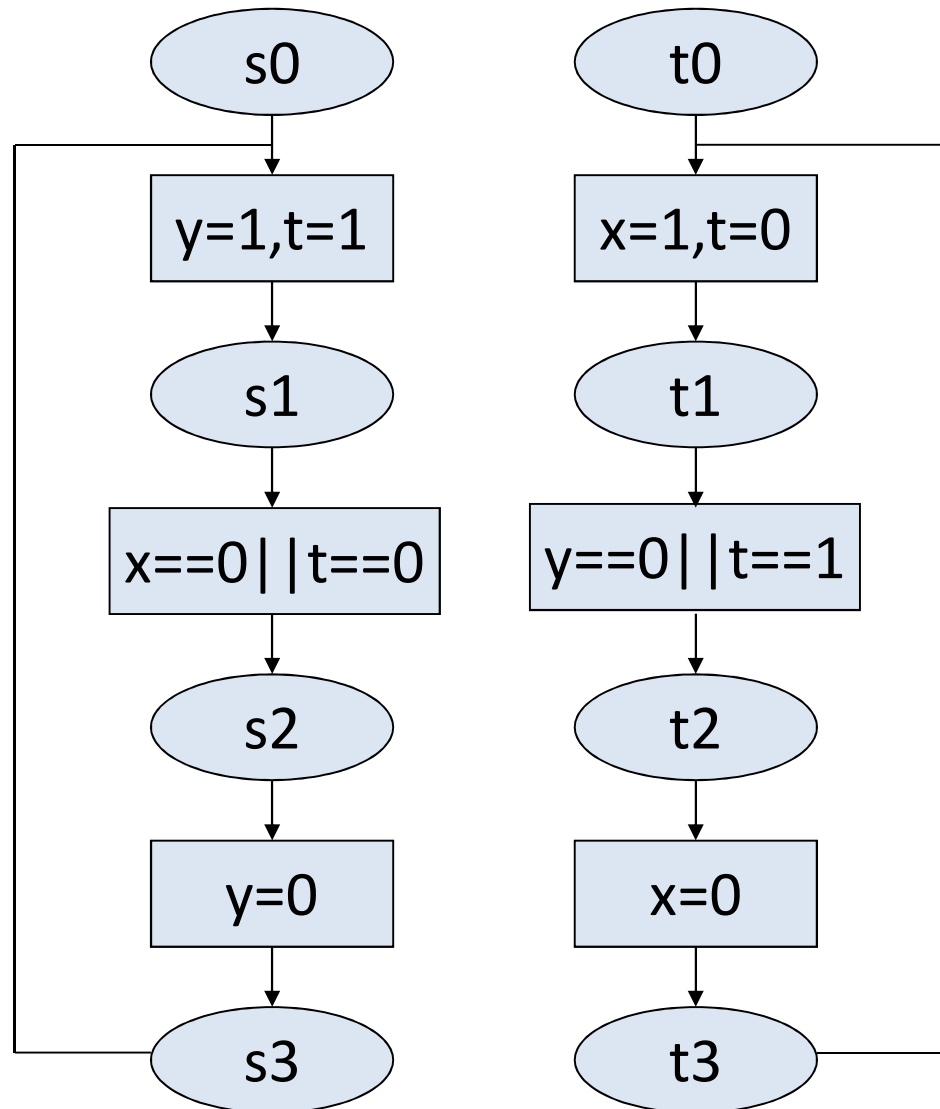 s0
y=1,t=1
s1
x==0||t==0
s2
y=0
s3
t0
x=1,t=0
t1
y==0||t==1
t2
x=0
t3